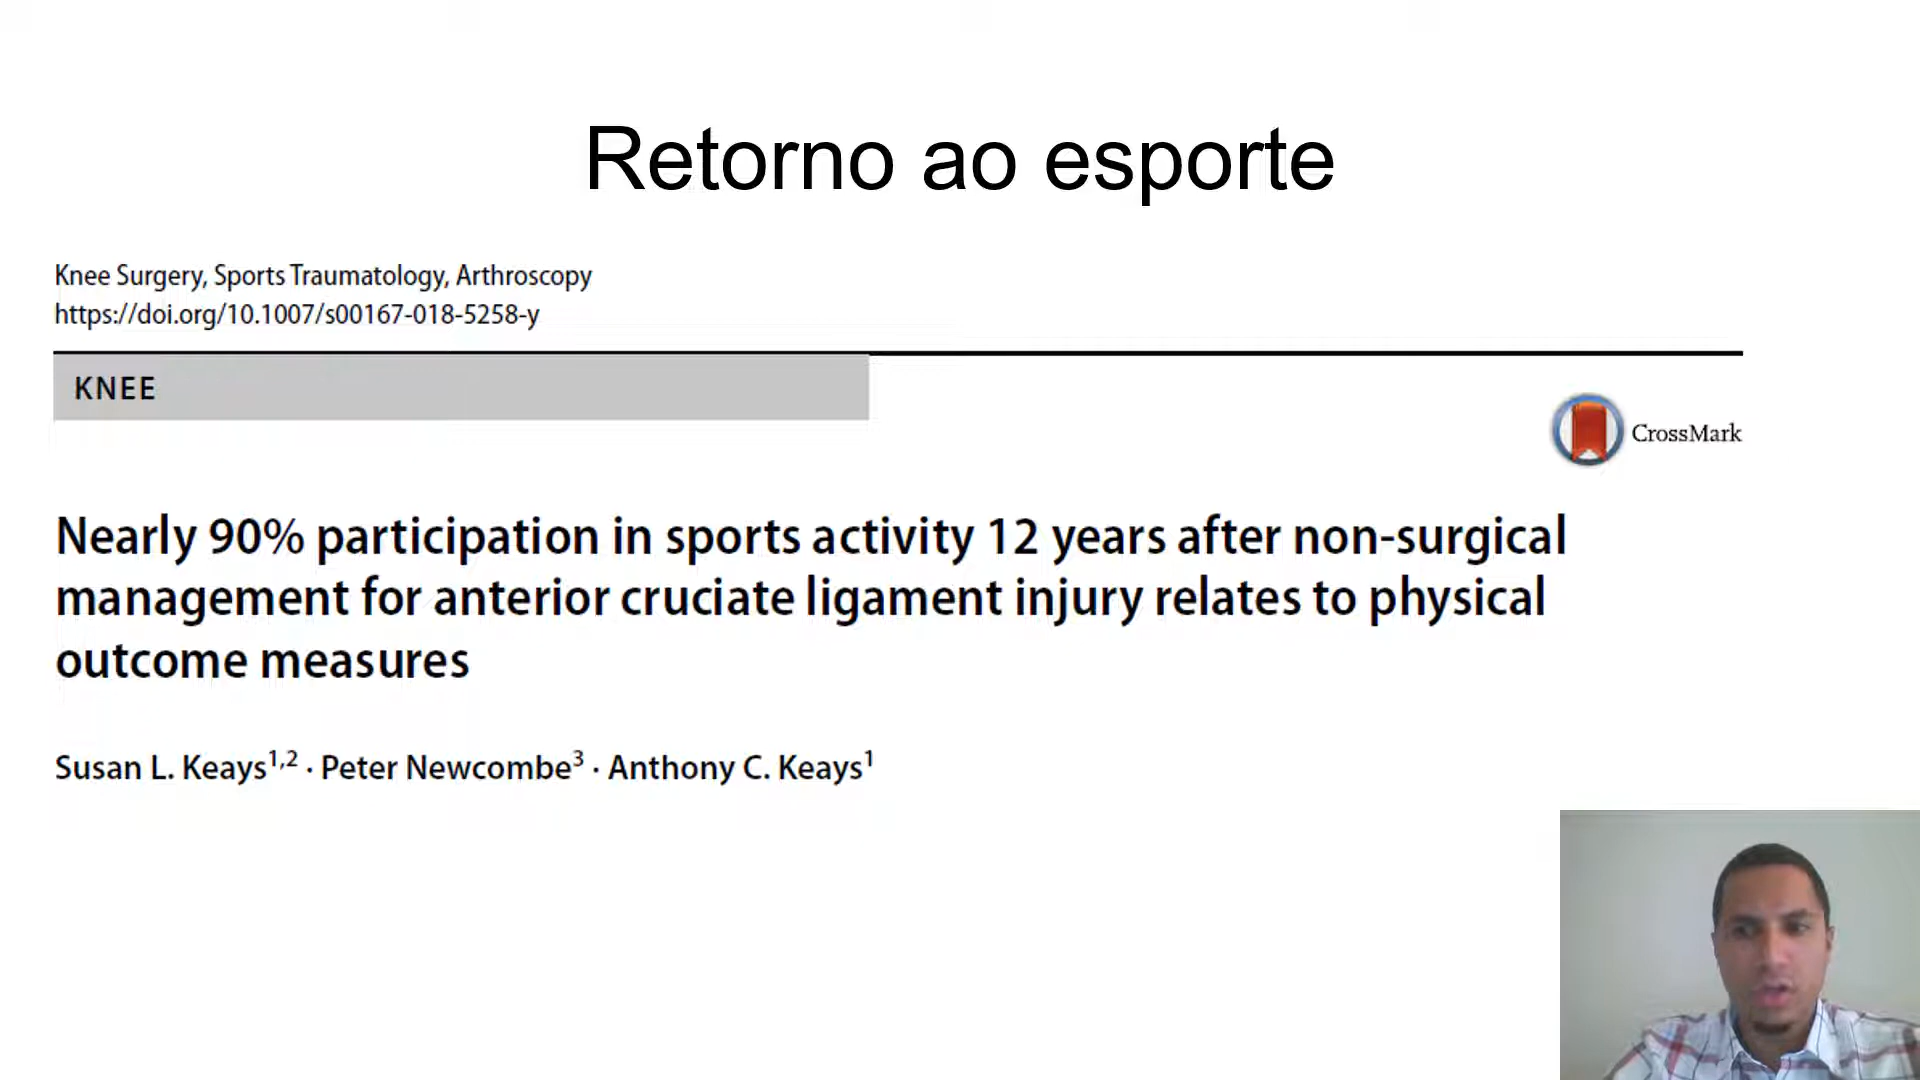 Retorno ao esporte
Knee Surgery, Sports Traumatology, Arthroscopy
https://doi.org/10.1007/s00167-018-5258-y
KNEE
CrossMark
Nearly 90% participation in sports activity 12 years after non-surgical
management for anterior cruciate ligament injury relates to physical
outcome measures
Susan L. Keays1,2 · Peter Newcombe3 · Anthony C. Keays1